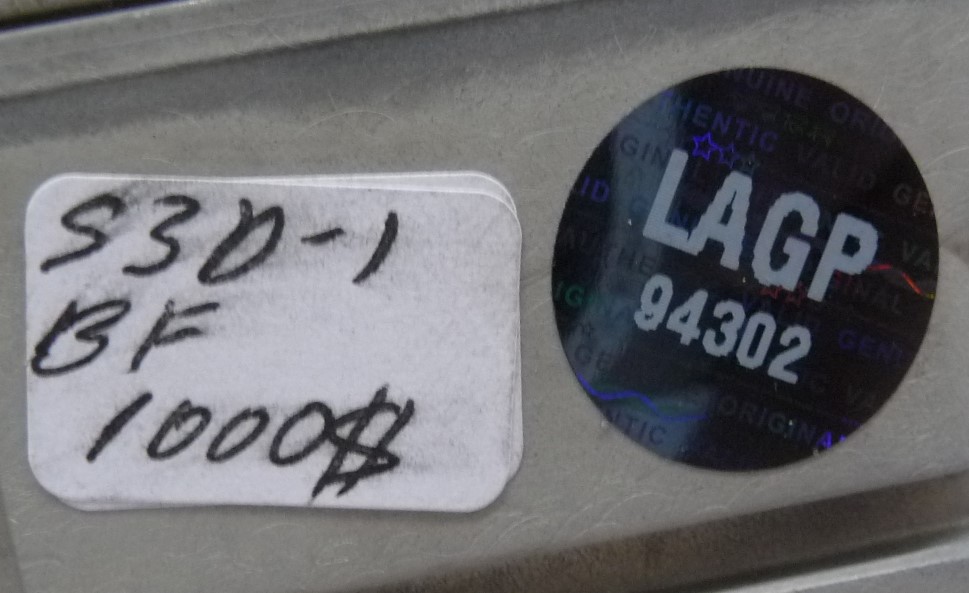 S3D-1
BF
1000$
LAGP
94302